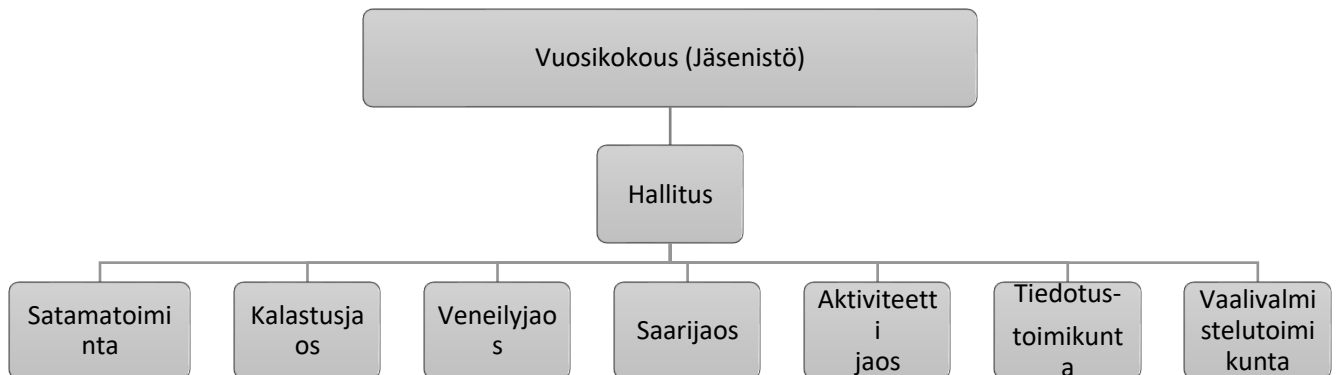 Vuosikokous (Jäsenistö)
Hallitus
Satamatoimi
nta
Kalastusja
os
Veneilyjao
s
Saarijaos
Aktiviteett
i
jaos
Tiedotus-
toimikunt
a
Vaalivalmi
stelutoimi
kunta